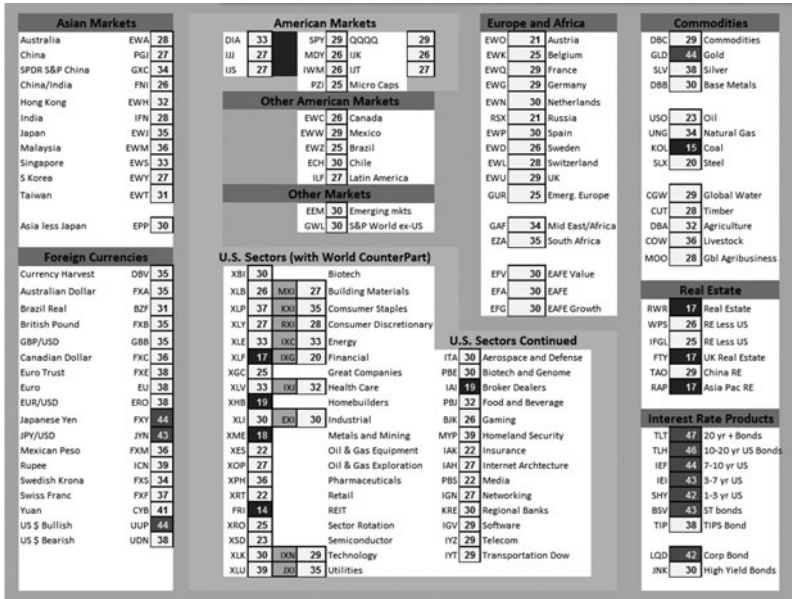 Asian Markets
Australia EWA 28
China PGJ 27
SPDR S&P China GXC 34
China/India FNI 26
Hong Kong EWH 32
India IFN 28
Japan EWJ 35
Malaysia EWM 36
Singapore EWS 33
S Korea EWY 27
Taiwan EWT 31
Asia less Japan EPP 30
Foreign Currencies
Currency Harvest DBV 35
Australian Dollar FXA 35
Brazil Real BZF 31
British Pound FXB 35
GBP/USD GBB 35
Canadian Dollar FXC 36
Euro Trust FXE 38
Euro EU 38
EUR/USD ERO 38
Japanese Yen FXY 44
JPY/USD JYN 43
Mexican Peso FXM 36
Rupee ICN 39
Swedish Krona FXS 34
Swiss Franc FXF 37
Yuan CYB 41
US $ Bullish UUP 44
US $ Bearish UDN 38
American Markets
DIA 33 SPY 29 QQQQ 29
IJJ 27 MDY 26 IJK 26
IJS 27 IWM 26 IJT 27
PZI 25 Micro Caps
Other American Markets
EWC 26 Canada
EWW 29 Mexico
EWZ 25 Brazil
ECH 30 Chile
ILF 27 Latin America
Other Markets
EEM 30 Emerging mkts
GWL 30 S&P World ex-US
U.S. Sectors (with World CounterPart)
XBI 30 Biotech
XLB 26 MXI 27 Building Materials
XLP 37 KXI 35 Comsumer Staples
XLY 27 RXI 28 Consumer Discretionary
XLE 33 IXC 33 Energy
XLF 17 IXG 20 Financial
XGC 25 Great Companies
XLV 33 IXJ 32 Health Care
XHB 19 Homebuilders
XLI 30 EXI 30 Industrial
XME 18 Metals and Mining
XES 22 Oil & Gas Equipment
XOP 27 Oil & Gas Exploration
XPH 36 Pharmaceuticals
XRT 22 Retail
FRI 14 REIT
XRO 25 Sector Rotation
XSD 23 Semiconductor
XLK 30 IXN 29 Technology
XLU 39 JXI 35 Utilities
U.S. Sectors Continued
ITA 30 Aerospace and Defense
PBE 30 Biotech and Genome
IAI 19 Broker Dealers
PBJ 32 Food and Beverage
BJK 26 Gaming
MYP 39 Homeland Security
IAK 22 Insurance
IAH 27 Internet Archtecture
PBS 22 Media
IGN 27 Networking
KRE 30 Regional Banks
IGV 29 Software
IYZ 29 Telecom
IYT 29 Transportation Dow
Europe and Africa
EWO 21 Austria
EWK 25 Belgium
EWQ 29 France
EWG 29 Germany
EWN 30 Netherlands
RSX 21 Russia
EWP 30 Spain
EWD 26 Sweden
EWL 28 Switzerland
EWU 29 UK
GUR 25 Emerg. Europe
GAF 34 Mid East/Africa
EZA 35 South Africa
EFV 30 EAFE Value
EFA 30 EAFE
EFG 30 EAFE Growth
Commodities
DBC 29 Commodities
GLD 44 Gold
SLV 38 Silver
DBB 30 Base Metals
USO 23 Oil
UNG 34 Natural Gas
KOL 15 Coal
SLX 20 Steel
CGW 29 Global Water
CUT 28 Timber
DBA 32 Agriculture
COW 36 Livestock
MOO 28 Gbl Agribusiness
Real Estate
RWR 17 Real Estate
WPS 26 RE Less US
IFGL 25 RE Less US
FTY 17 UK Real Estate
TAO 29 China RE
RAP 17 Asia Pac RE
Interest Rate Products
TLT 47 20 yr + Bonds
TLH 46 10-20 yr US Bonds
IEF 44 7-10 yr US
IEI 43 3-7 yr US
SHY 42 1-3 yr US
BSV 43 ST bonds
TIP 38 TIPS Bond
LQD 42 Corp Bond
JNK 30 High Yield Bonds